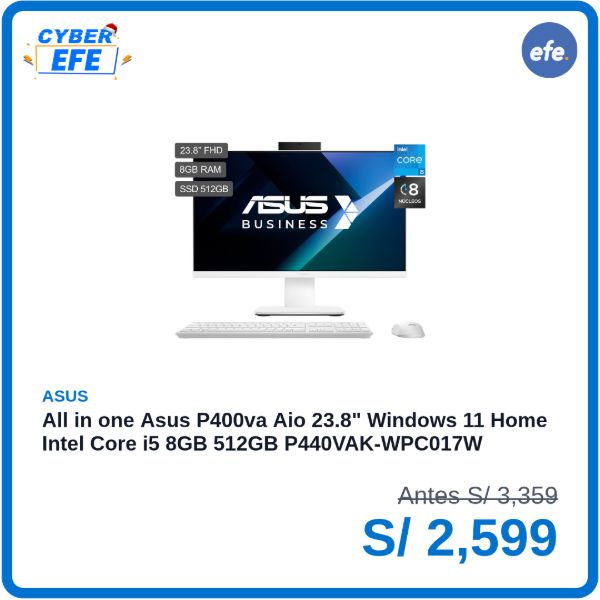 CYBER
EFE
efe.
23.8" FHD
8GB RAM
SSD 512GB
intel
CORE
i5
8
NÚCLEOS
ASUS
BUSINESS
ASUS
All in one Asus P400va Aio 23.8" Windows 11 Home
Intel Core i5 8GB 512GB P440VAK-WPC017W
Antes S/ 3,359
S/ 2,599